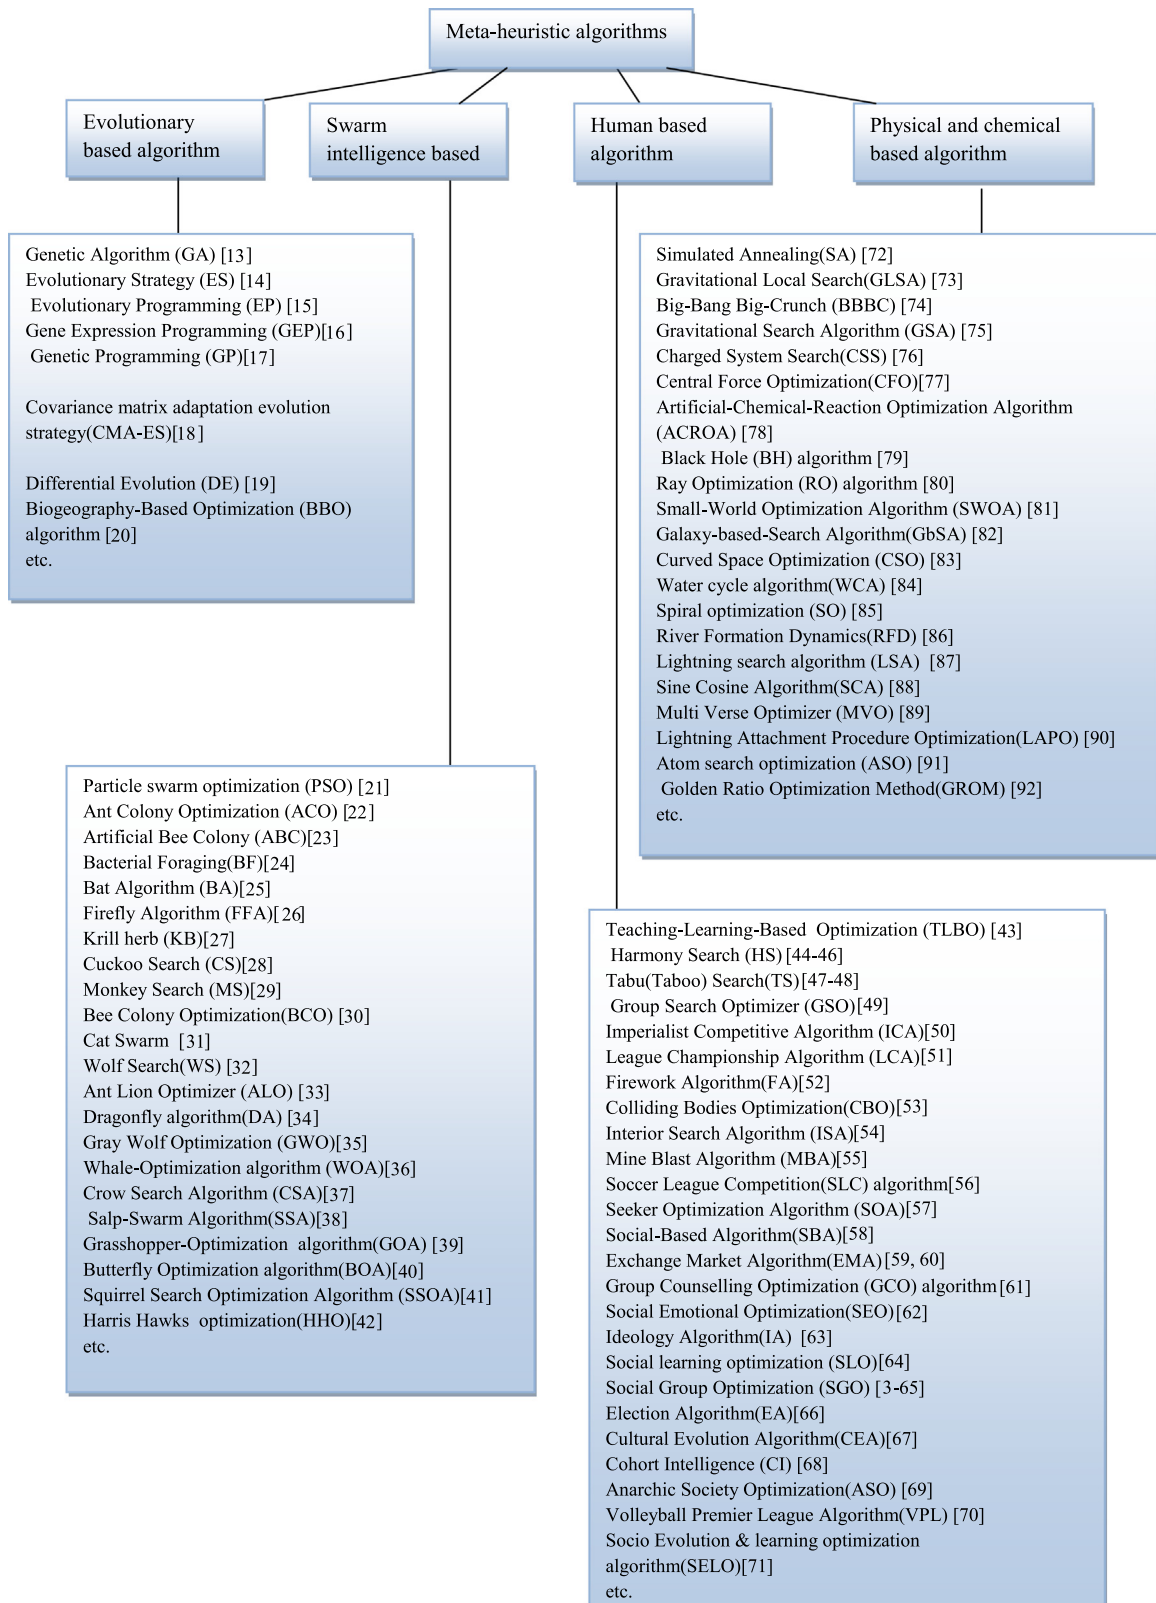 Meta-heuristic algorithms
Evolutionary
based algorithm
Swarm
intelligence based
Human based
algorithm
Physical and chemical
based algorithm
Genetic Algorithm (GA) [13]
Evolutionary Strategy (ES) [14]
Evolutionary Programming (EP) [15]
Gene Expression Programming (GEP)[16]
Genetic Programming (GP)[17]
Covariance matrix adaptation evolution
strategy(CMA-ES)[18]
Differential Evolution (DE) [19]
Biogeography-Based Optimization (BBO)
algorithm [20]
etc.
Simulated Annealing(SA) [72]
Gravitational Local Search(GLSA) [73]
Big-Bang Big-Crunch (BBBC) [74]
Gravitational Search Algorithm (GSA) [75]
Charged System Search(CSS) [76]
Central Force Optimization(CFO)[77]
Artificial-Chemical-Reaction Optimization Algorithm
(ACROA) [78]
Black Hole (BH) algorithm [79]
Ray Optimization (RO) algorithm [80]
Small-World Optimization Algorithm (SWOA) [81]
Galaxy-based-Search Algorithm(GbSA) [82]
Curved Space Optimization (CSO) [83]
Water cycle algorithm(WCA) [84]
Spiral optimization (SO) [85]
River Formation Dynamics(RFD) [86]
Lightning search algorithm (LSA) [87]
Sine Cosine Algorithm(SCA) [88]
Multi Verse Optimizer (MVO) [89]
Lightning Attachment Procedure Optimization(LAPO) [90]
Atom search optimization (ASO) [91]
Golden Ratio Optimization Method(GROM) [92]
etc.
Particle swarm optimization (PSO) [21]
Ant Colony Optimization (ACO) [22]
Artificial Bee Colony (ABC) [23]
Bacterial Foraging(BF)[24]
Bat Algorithm (BA)[25]
Firefly Algorithm (FFA) [26]
Krill herb (KB)[27]
Cuckoo Search (CS) [28]
Monkey Search (MS) [29]
Bee Colony Optimization(BCO) [30]
Cat Swarm [31]
Wolf Search(WS) [32]
Ant Lion Optimizer (ALO) [33]
Dragonfly algorithm(DA) [34]
Gray Wolf Optimization (GWO) [35]
Whale-Optimization algorithm (WOA) [36]
Crow Search Algorithm (CSA) [37]
Salp-Swarm Algorithm(SSA) [38]
Grasshopper-Optimization algorithm(GOA) [39]
Butterfly Optimization algorithm(BOA) [40]
Squirrel Search Optimization Algorithm (SSOA)[41]
Harris Hawks optimization(HHO)[42]
etc.
Teaching-Learning-Based Optimization (TLBO) [43]
Harmony Search (HS) [44-46]
Tabu(Taboo) Search(TS) [47-48]
Group Search Optimizer (GSO) [49]
Imperialist Competitive Algorithm (ICA) [50]
League Championship Algorithm (LCA) [51]
Firework Algorithm(FA) [52]
Colliding Bodies Optimization(CBO) [53]
Interior Search Algorithm (ISA) [54]
Mine Blast Algorithm (MBA) [55]
Soccer League Competition(SLC) algorithm[56]
Seeker Optimization Algorithm (SOA) [57]
Social-Based Algorithm(SBA) [58]
Exchange Market Algorithm(EMA) [59, 60]
Group Counselling Optimization (GCO) algorithm[61]
Social Emotional Optimization(SEO) [62]
Ideology Algorithm(IA) [63]
Social learning optimization (SLO)[64]
Social Group Optimization (SGO) [3-65]
Election Algorithm(EA)[66]
Cultural Evolution Algorithm(CEA)[67]
Cohort Intelligence (CI) [68]
Anarchic Society Optimization(ASO) [69]
Volleyball Premier League Algorithm(VPL) [70]
Socio Evolution & learning optimization
algorithm(SELO)[71]
etc.